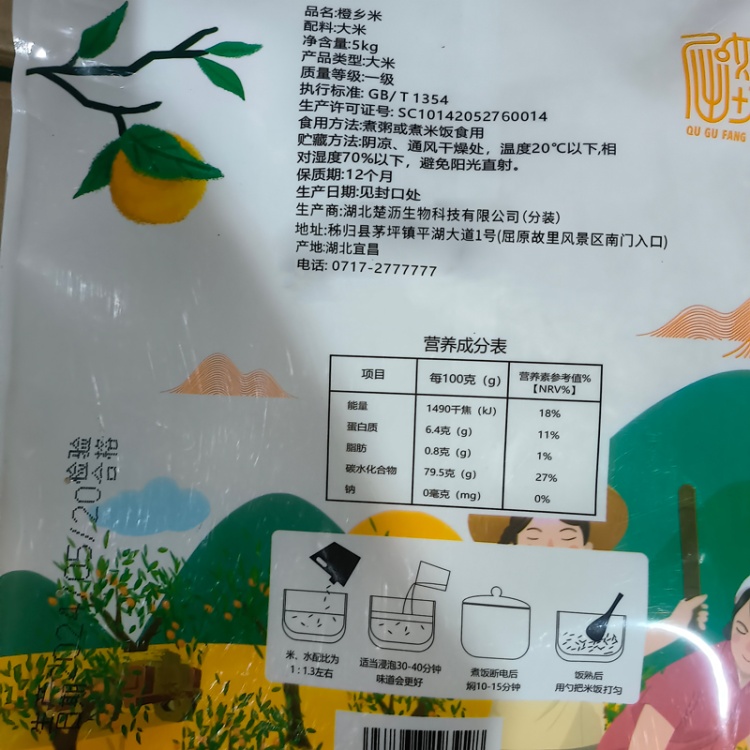 品名:橙乡米
配料:大米
净含量:5kg
产品类型:大米
质量等级:一级
执行标准: GB/T 1354
生产许可证号: SC10142052760014
食用方法:煮粥或煮米饭食用
贮藏方法:阴凉、通风干燥处，温度20℃以下,相
对湿度70%以下，避免阳光直射。
保质期:12个月
生产日期:见封口处
生产商:湖北楚沥生物科技有限公司(分装)
地址:秭归县茅坪镇平湖大道1号(屈原故里风景区南门入口)
产地:湖北宜昌
电话: 0717-2777777
QU GU FANG
营养成分表
项目 每100克（g） 营养素参考值%
【NRV%】
能量 1490千焦（kJ） 18%
蛋白质 6.4克（g） 11%
脂肪 0.8克（g） 1%
碳水化合物 79.5克（g） 27%
钠 0毫克（mg） 0%
米、水配比为
1：1.3左右
适当浸泡30-40分钟
味道会更好
煮饭断电后
焖10-15分钟
饭熟后
用勺把米饭打匀
生产日期:2024/05/20
检验合格